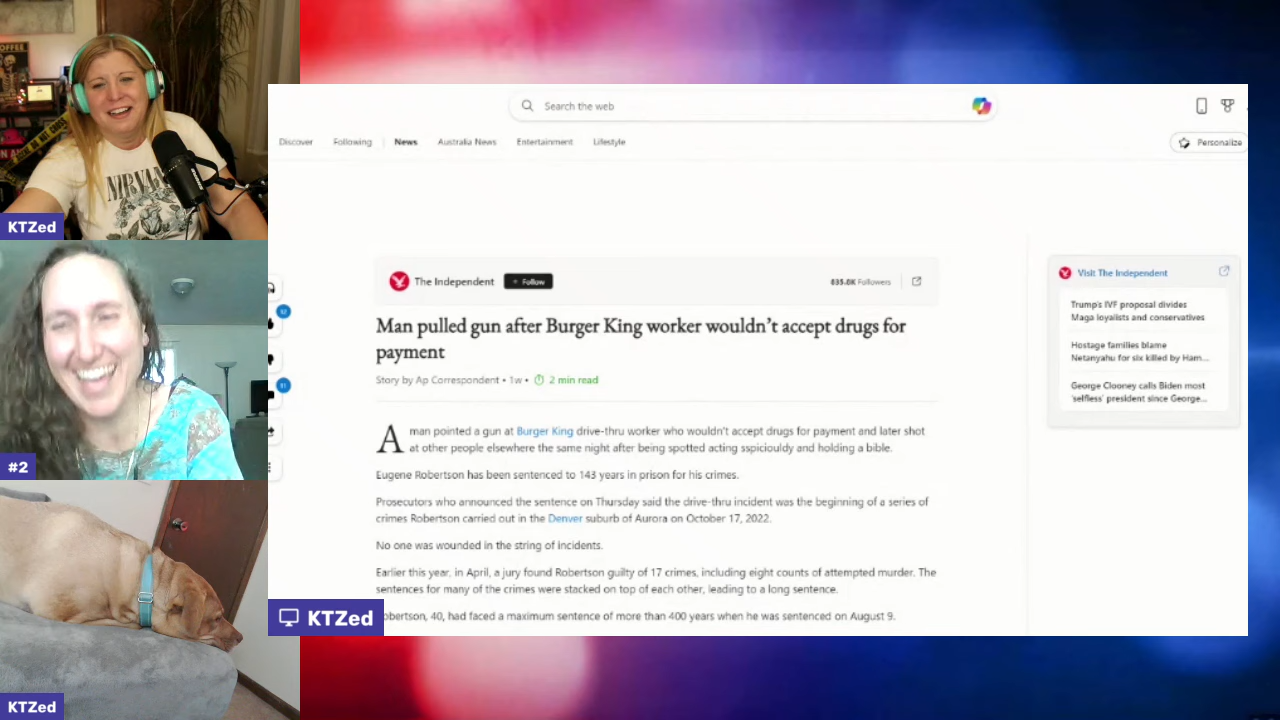 COFFEE
NIRVANA
KTZed
#2
KTZed
Search the web
Discover
Following
News
Australia News
Entertainment
Lifestyle
Personalize
The Independent
+ Follow
835.0K Followers
Man pulled gun after Burger King worker wouldn't accept drugs for
payment
Story by Ap Correspondent • 1w •
2 min read
A man pointed a gun at Burger King drive-thru worker who wouldn't accept drugs for payment and later shot
at other people elsewhere the same night after being spotted acting sspiciouldy and holding a bible.
Eugene Robertson has been sentenced to 143 years in prison for his crimes.
Prosecutors who announced the sentence on Thursday said the drive-thru incident was the beginning of a series of
crimes Robertson carried out in the Denver suburb of Aurora on October 17, 2022.
No one was wounded in the string of incidents.
Earlier this year, in April, a jury found Robertson guilty of 17 crimes, including eight counts of attempted murder. The
sentences for many of the crimes were stacked on top of each other, leading to a long sentence.
obertson, 40, had faced a maximum sentence of more than 400 years when he was sentenced on August 9.
Visit The Independent
Trump's IVF proposal divides
Maga loyalists and conservatives
Hostage families blame
Netanyahu for six killed by Ham...
George Clooney calls Biden most
'selfless' president since George...
KTZed